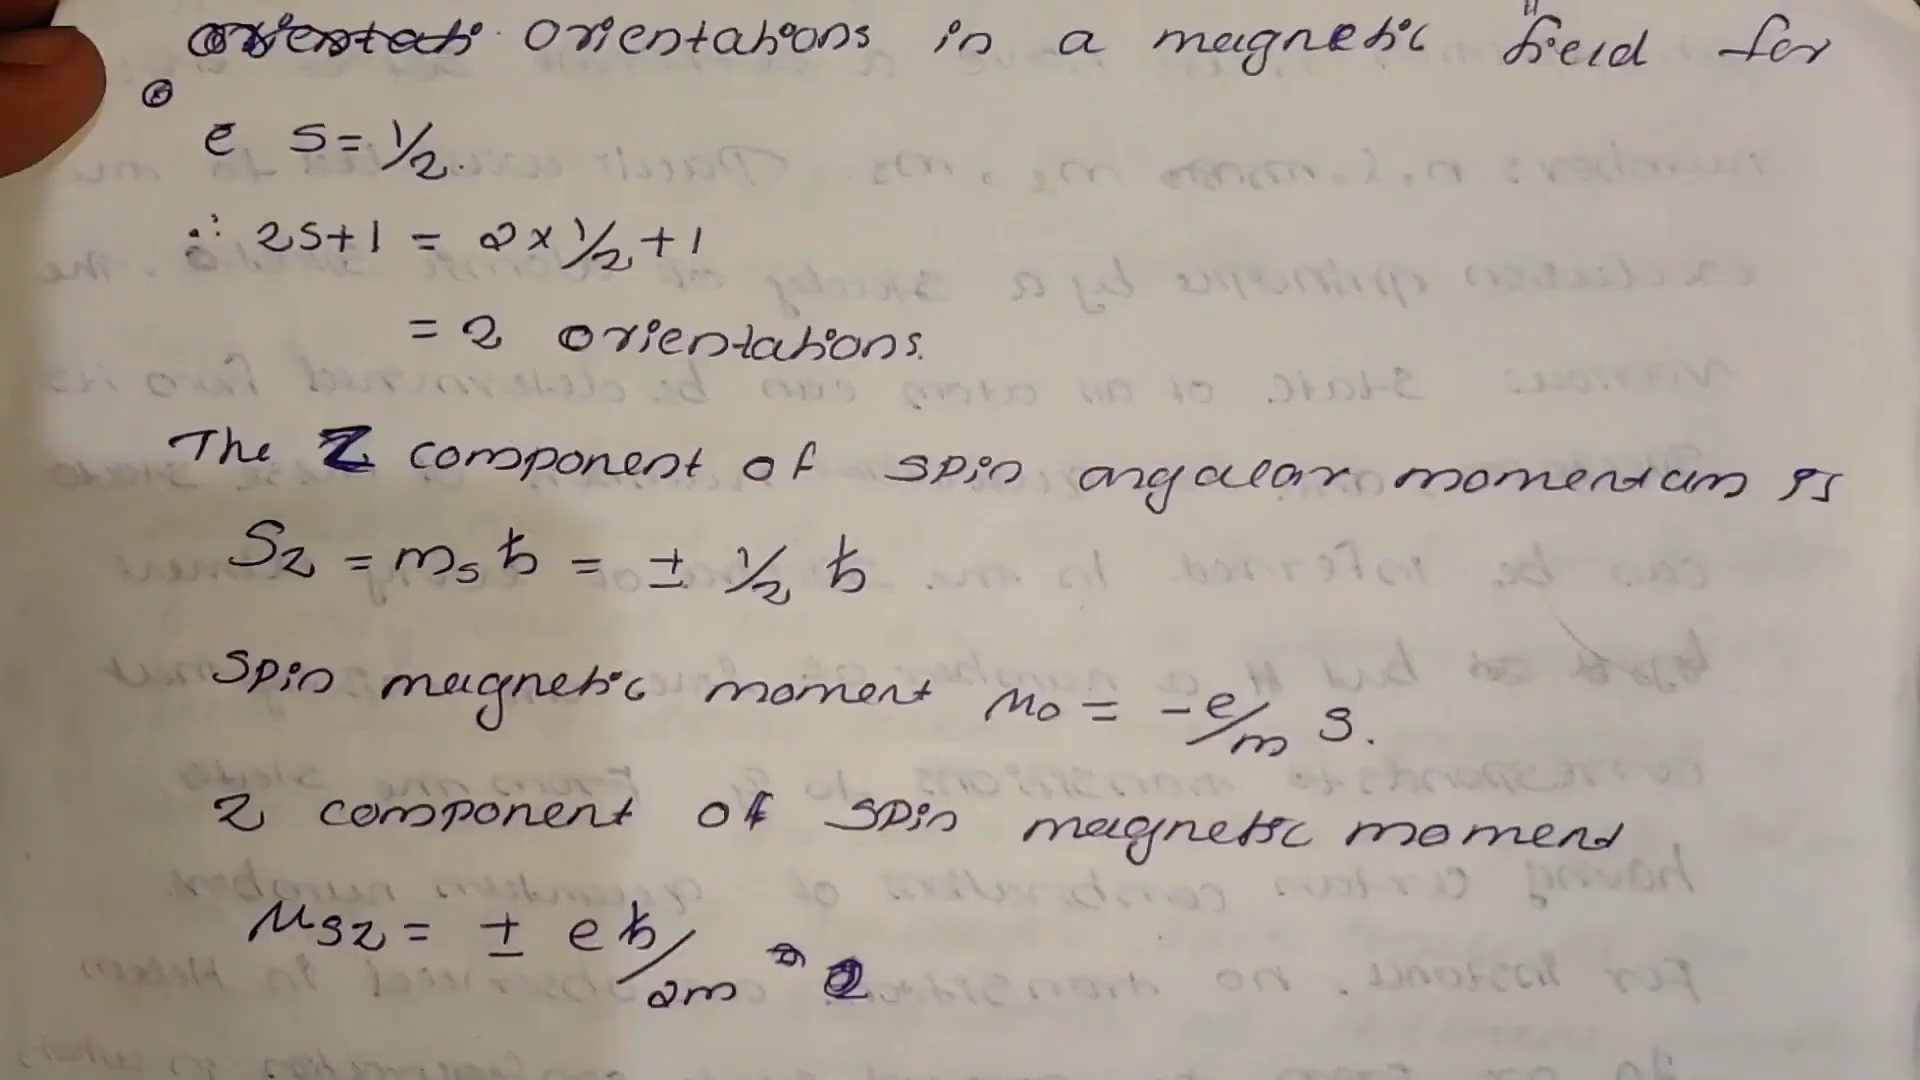 orientations in a magnetic field for
e s = 1/2.
∴ 2s+1 = 2 x 1/2 + 1
= 2 orientations.
The Z component of spin angular momentum is
Sz = ms ħ = ± 1/2 ħ
Spin magnetic moment μs = -e/m S.
z component of spin magnetic moment
μsz = ± eħ/2m